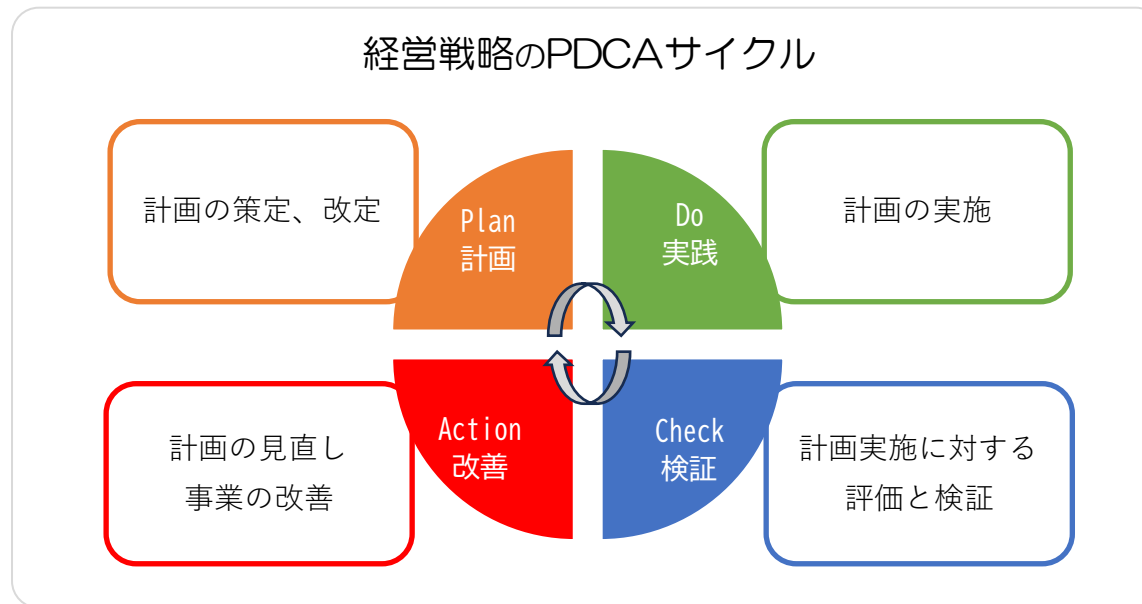 経営戦略のPDCAサイクル
計画の策定、改定
Plan
計画
Do
実践
計画の実施
計画の見直し
事業の改善
Action
改善
Check
検証
計画実施に対する
評価と検証